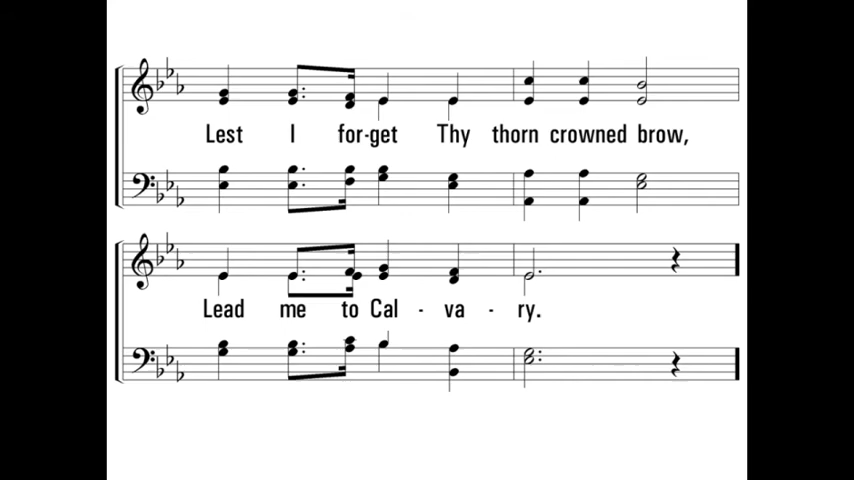 Lest I for-get Thy thorn crowned brow,
Lead me to Cal - va - ry.